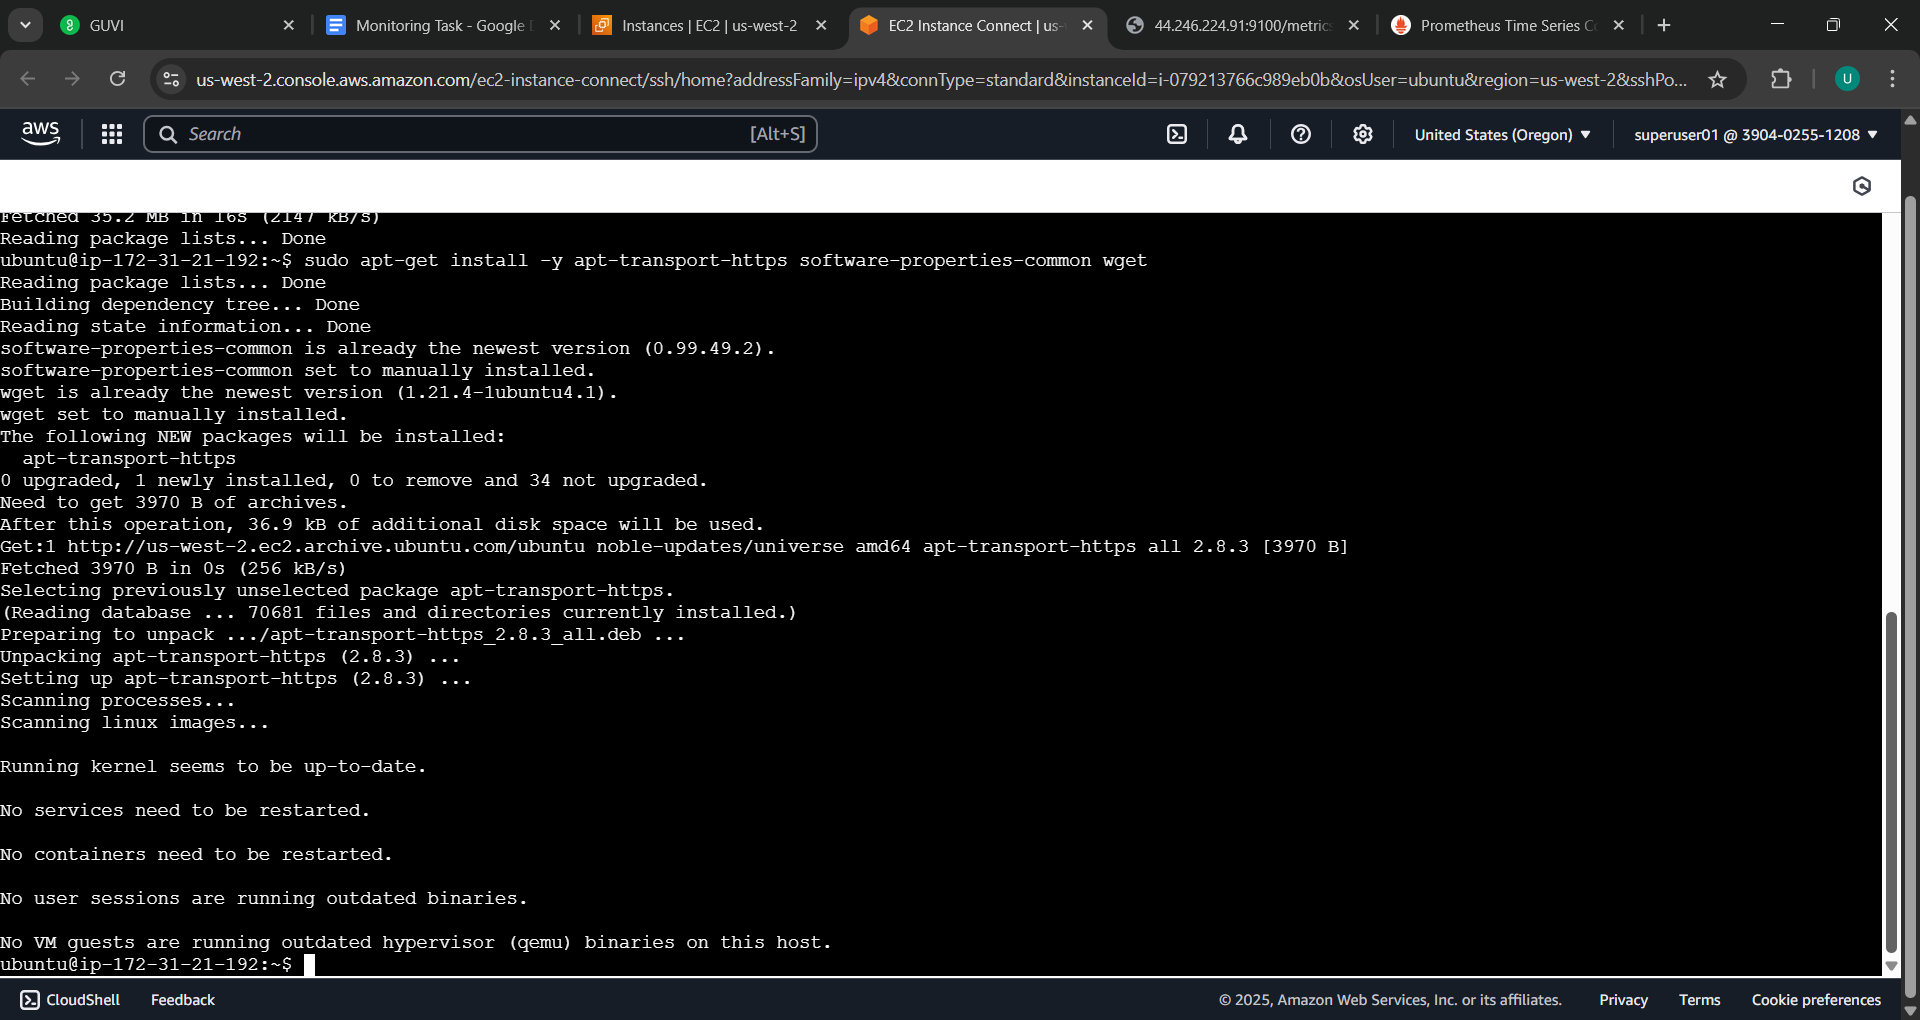 GUVI
Monitoring Task - Google
Instances | EC2 | us-west-2
EC2 Instance Connect | us-
44.246.224.91:9100/metric
Prometheus Time Series C
us-west-2.console.aws.amazon.com/ec2-instance-connect/ssh/home?addressFamily=ipv4&connType=standard&instanceId=i-079213766c989eb0b&osUser=ubuntu&region=us-west-2&sshPo...
U
aws
Search
[Alt+S]
United States (Oregon)
superuser01 @ 3904-0255-1208
Fetched 35.2 MB in 16s (2147 kB/s)
Reading package lists... Done
ubuntu@ip-172-31-21-192:~$ sudo apt-get install -y apt-transport-https software-properties-common wget
Reading package lists... Done
Building dependency tree... Done
Reading state information... Done
software-properties-common is already the newest version (0.99.49.2).
software-properties-common set to manually installed.
wget is already the newest version (1.21.4-1ubuntu4.1).
wget set to manually installed.
The following NEW packages will be installed:
  apt-transport-https
0 upgraded, 1 newly installed, 0 to remove and 34 not upgraded.
Need to get 3970 B of archives.
After this operation, 36.9 kB of additional disk space will be used.
Get:1 http://us-west-2.ec2.archive.ubuntu.com/ubuntu noble-updates/universe amd64 apt-transport-https all 2.8.3 [3970 B]
Fetched 3970 B in 0s (256 kB/s)
Selecting previously unselected package apt-transport-https.
(Reading database ... 70681 files and directories currently installed.)
Preparing to unpack .../apt-transport-https_2.8.3_all.deb ...
Unpacking apt-transport-https (2.8.3) ...
Setting up apt-transport-https (2.8.3) ...
Scanning processes...
Scanning linux images...
Running kernel seems to be up-to-date.
No services need to be restarted.
No containers need to be restarted.
No user sessions are running outdated binaries.
No VM guests are running outdated hypervisor (qemu) binaries on this host.
ubuntu@ip-172-31-21-192:~$
CloudShell
Feedback
© 2025, Amazon Web Services, Inc. or its affiliates.
Privacy
Terms
Cookie preferences